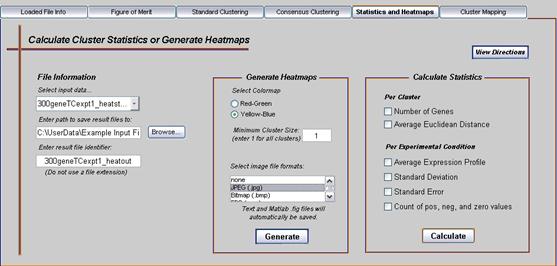 Loaded File Info
Figure of Merit
Standard Clustering
Consensus Clustering
Statistics and Heatmaps
Cluster Mapping
Calculate Cluster Statistics or Generate Heatmaps
View Directions
File Information
Select input data...
300geneTCexpt1_heatst...
Enter path to save result files to:
C:\UserData\Example Input Fi
Browse...
Enter result file identifier:
300geneTCexpt1_heatout
(Do not use a file extension)
Generate Heatmaps
Select Colormap
Red-Green
Yellow-Blue
Minimum Cluster Size:
(enter 1 for all clusters)
1
Select image file formats:
none
JPEG (.jpg)
Bitmap (.bmp)
Text and Matlab .fig files will
automatically be saved.
Generate
Calculate Statistics
Per Cluster
Number of Genes
Average Euclidean Distance
Per Experimental Condition
Average Expression Profile
Standard Deviation
Standard Error
Count of pos, neg, and zero values
Calculate